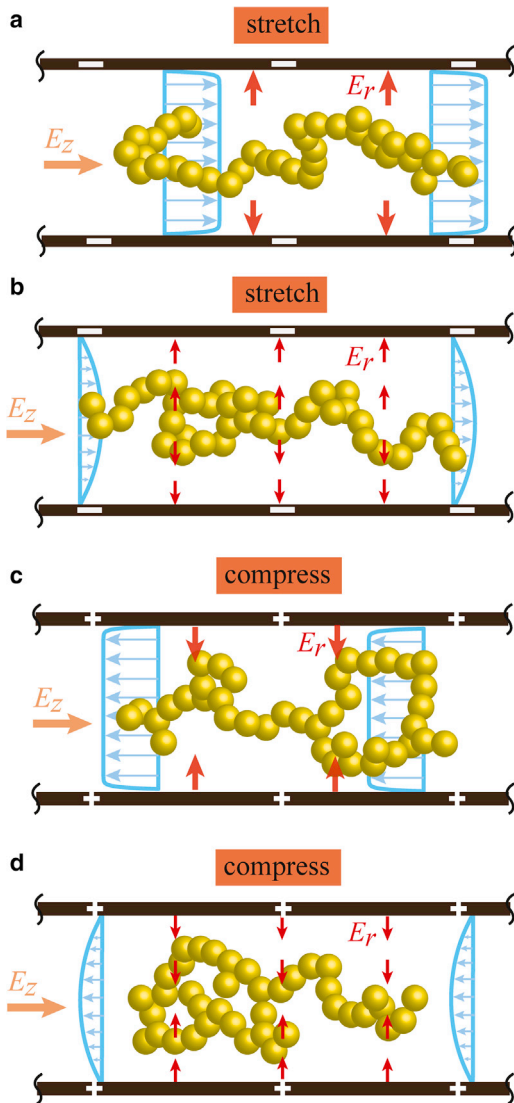 a
stretch
E_r
E_z
b
stretch
E_r
E_z
c
compress
E_r
E_z
d
compress
E_r
E_z